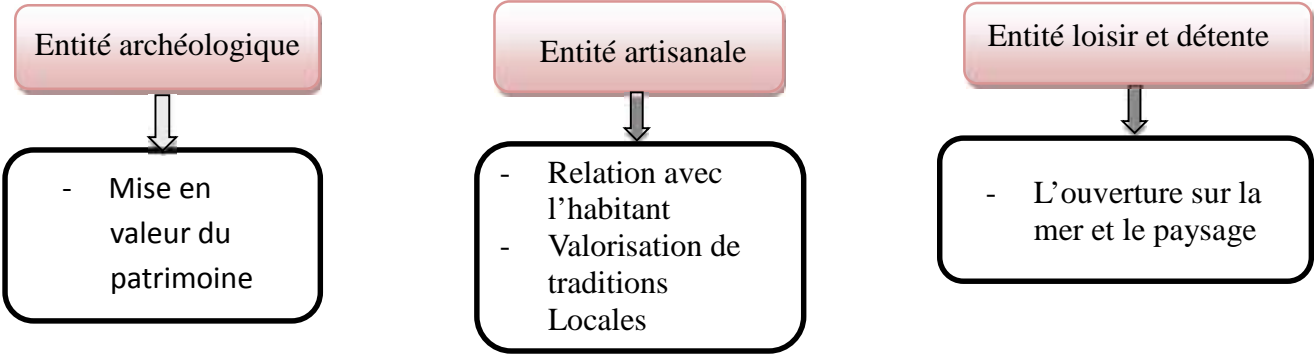 Entité archéologique
Entité artisanale
Entité loisir et détente
- Mise en
valeur du
patrimoine
- Relation avec
l’habitant
- Valorisation de
traditions
Locales
- L’ouverture sur la
mer et le paysage